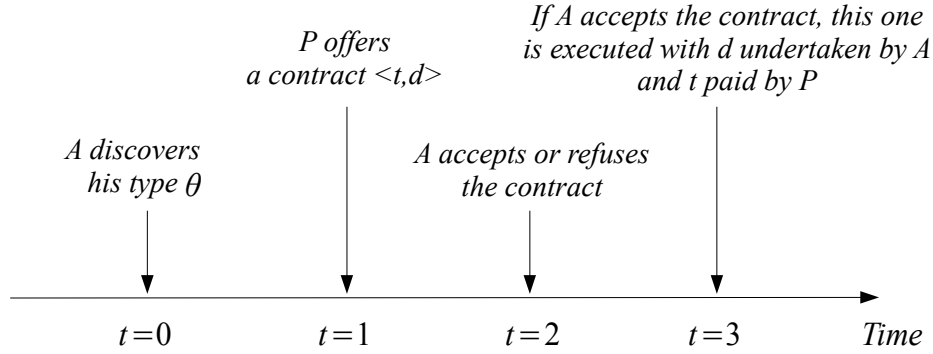 If A accepts the contract, this one
is executed with d undertaken by A
and t paid by P
P offers
a contract <t,d>
A discovers
his type θ
A accepts or refuses
the contract
t=0 t=1 t=2 t=3 Time